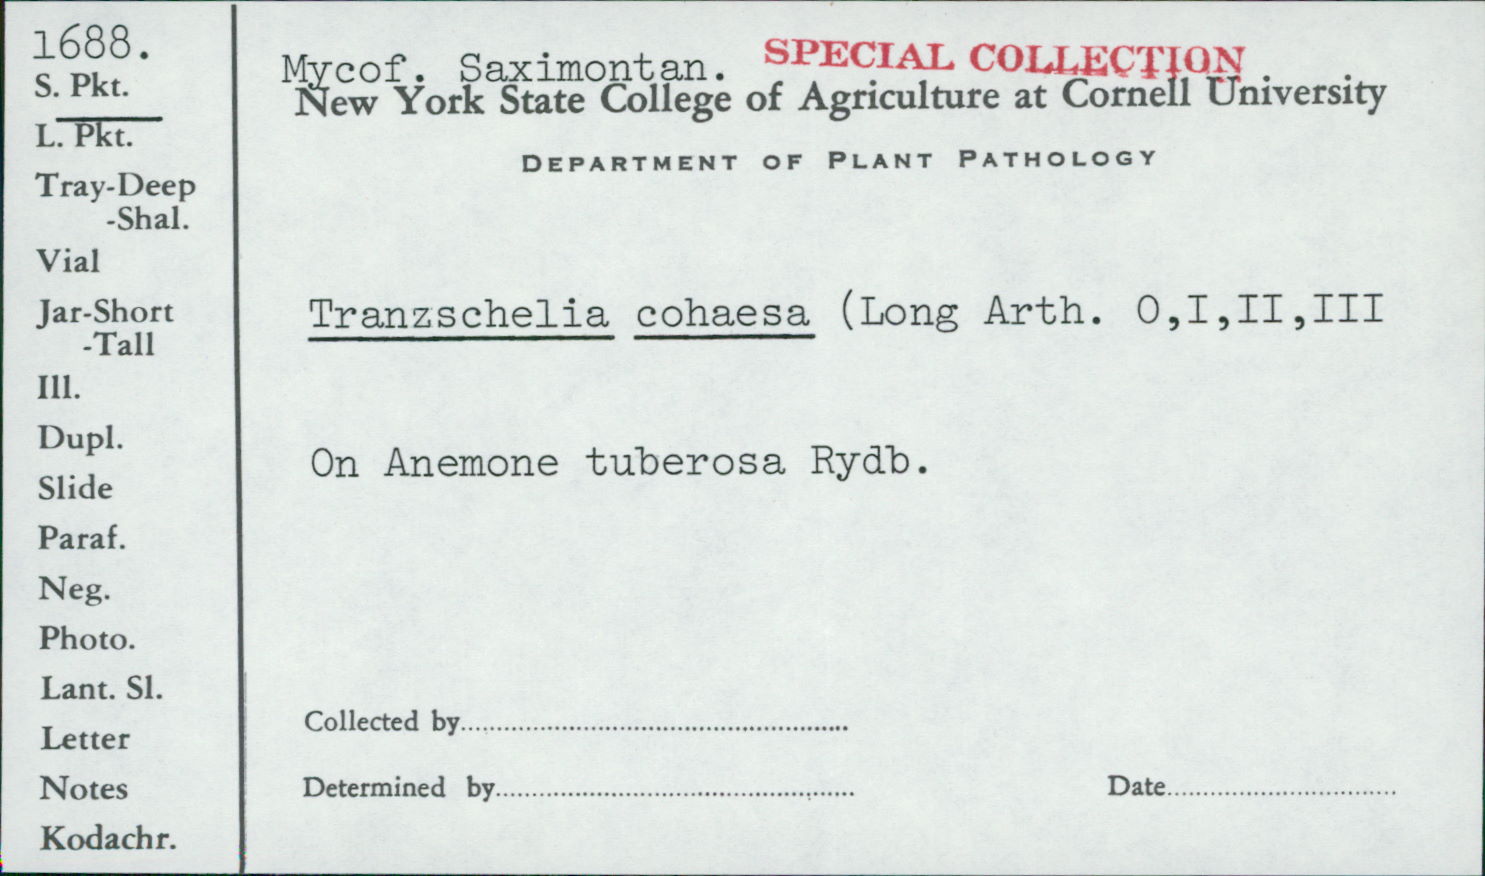 1688.
S. Pkt.
L. Pkt.
Tray-Deep
-Shal.
Vial
Jar-Short
-Tall
Ill.
Dupl.
Slide
Paraf.
Neg.
Photo.
Lant. Sl.
Letter
Notes
Kodachr.
Mycof. Saximontan. SPECIAL COLLECTION
New York State College of Agriculture at Cornell University
DEPARTMENT OF PLANT PATHOLOGY
Tranzschelia cohaesa (Long Arth. 0,I,II,III
On Anemone tuberosa Rydb.
Collected by
Determined by Date